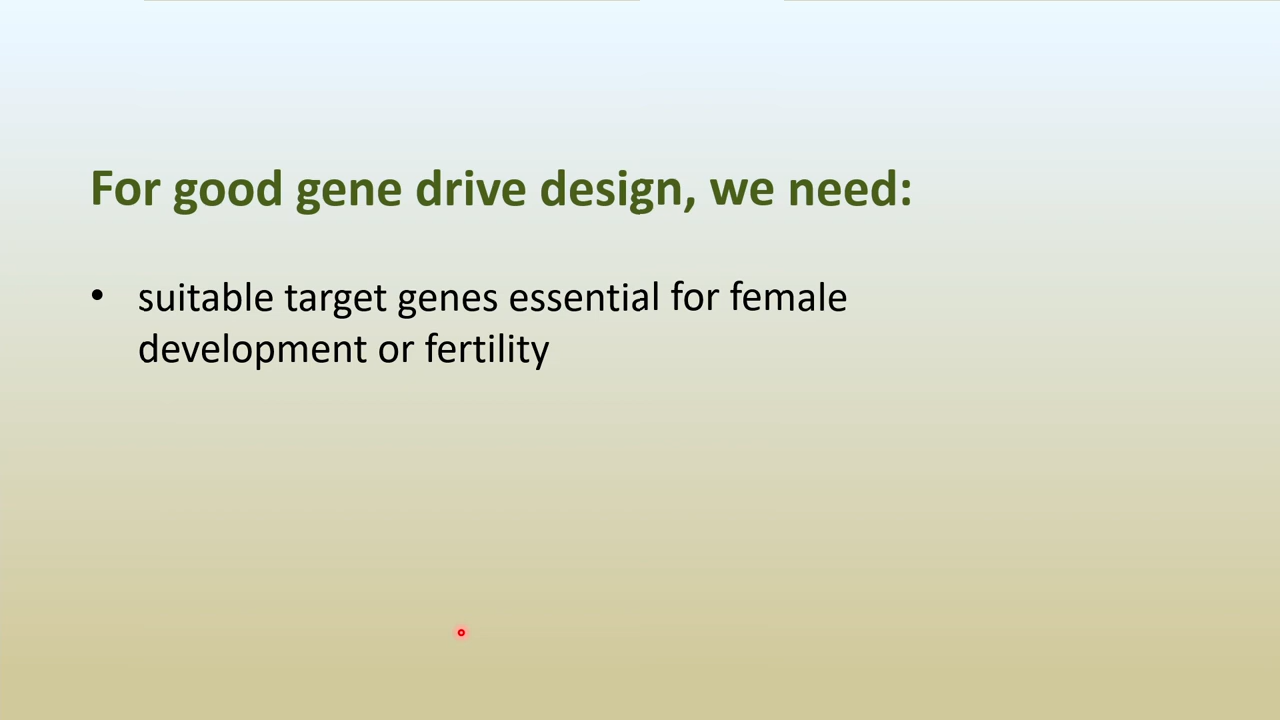 For good gene drive design, we need:
• suitable target genes essential for female
development or fertility